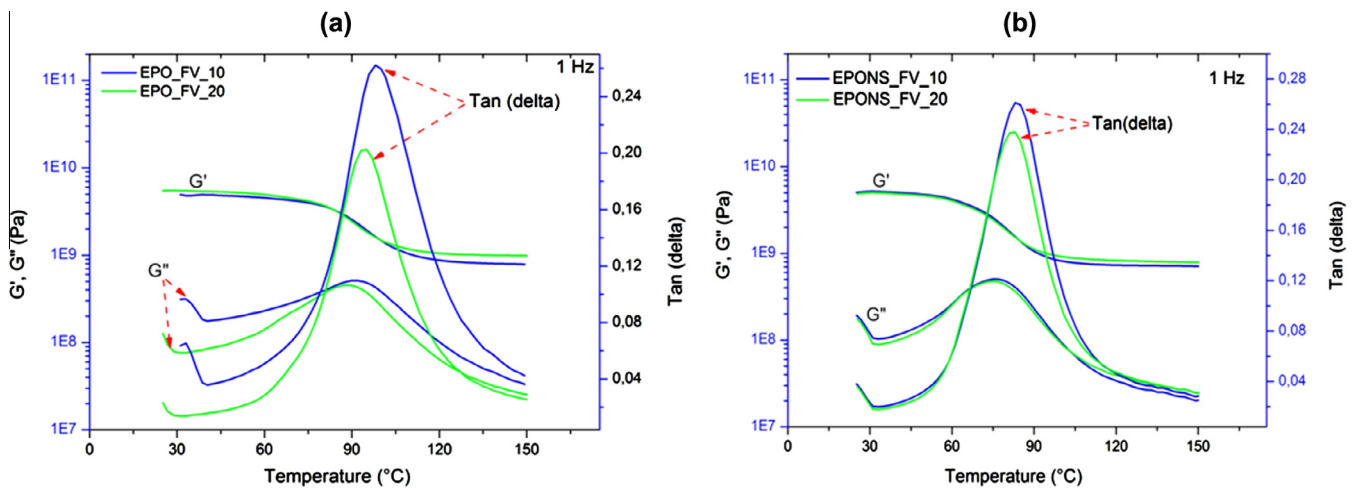 (a)
EPO_FV_10
EPO_FV_20
1 Hz
Tan (delta)
G'
G"
1E11
1E10
1E9
1E8
1E7
G', G" (Pa)
0,26
0,24
0,20
0,16
0,12
0,08
0,04
Tan (delta)
0
30
60
90
120
150
Temperature (°C)
(b)
EPONS_FV_10
EPONS_FV_20
1 Hz
Tan(delta)
G'
G"
1E11
1E10
1E9
1E8
1E7
G', G" (Pa)
0,28
0,24
0,20
0,16
0,12
0,08
0,04
Tan (delta)
0
30
60
90
120
150
Temperature (°C)